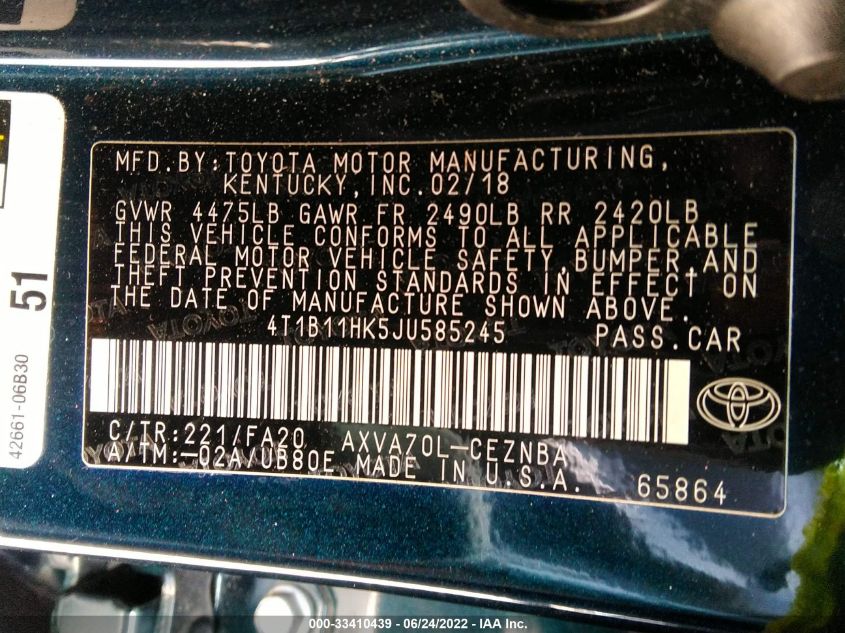 MFD.BY:TOYOTA MOTOR MANUFACTURING,
KENTUCKY,INC.02/18
GVWR 4475LB GAWR FR 2490LB RR 2420LB
THIS VEHICLE CONFORMS TO ALL APPLICABLE
FEDERAL MOTOR VEHICLE SAFETY,BUMPER,AND
THEFT PREVENTION STANDARDS IN EFFECT ON
THE DATE OF MANUFACTURE SHOWN ABOVE.
4T1B11HK5JU585245 PASS.CAR
C/TR:221/FA20 AXVA70L-CEZNBA
A/TM:-02A/UB80E MADE IN U.S.A. 65864
51
42661-06B30
000-33410439 - 06/24/2022 - IAA Inc.